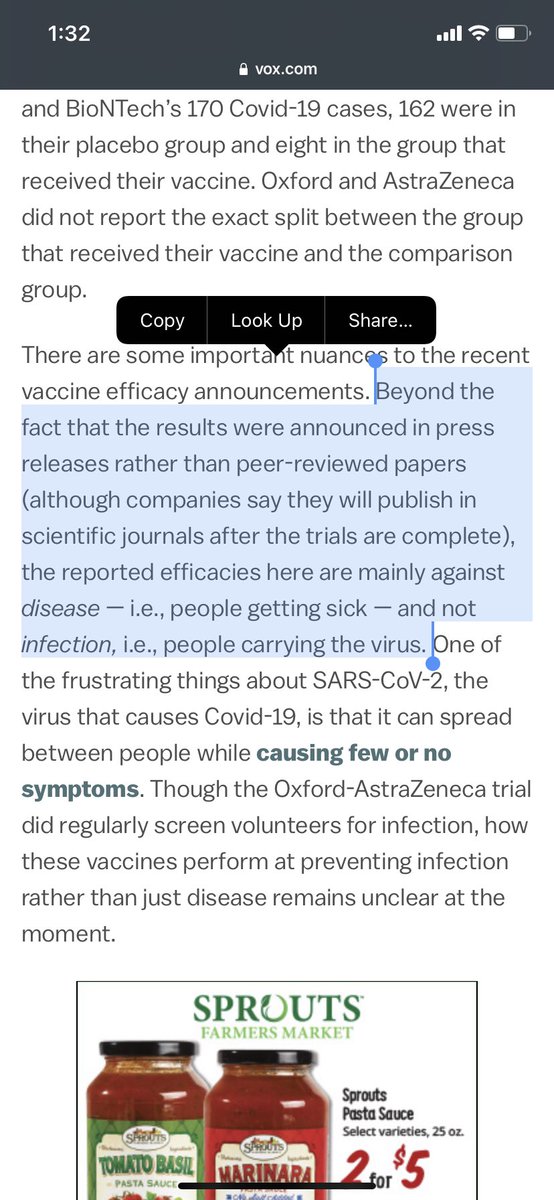 1:32
vox.com
and BioNTech’s 170 Covid-19 cases, 162 were in
their placebo group and eight in the group that
received their vaccine. Oxford and AstraZeneca
did not report the exact split between the group
that received their vaccine and the comparison
group.
Copy Look Up Share...
There are some important nuances to the recent
vaccine efficacy announcements. Beyond the
fact that the results were announced in press
releases rather than peer-reviewed papers
(although companies say they will publish in
scientific journals after the trials are complete),
the reported efficacies here are mainly against
disease — i.e., people getting sick — and not
infection, i.e., people carrying the virus. One of
the frustrating things about SARS-CoV-2, the
virus that causes Covid-19, is that it can spread
between people while causing few or no
symptoms. Though the Oxford-AstraZeneca trial
did regularly screen volunteers for infection, how
these vaccines perform at preventing infection
rather than just disease remains unclear at the
moment.
SPROUTS
FARMERS MARKET
Sprouts
Pasta Sauce
Select varieties, 25 oz.
2 for $5
SPROUTS
TOMATO BASIL
PASTA SAUCE
SPROUTS
MARINARA